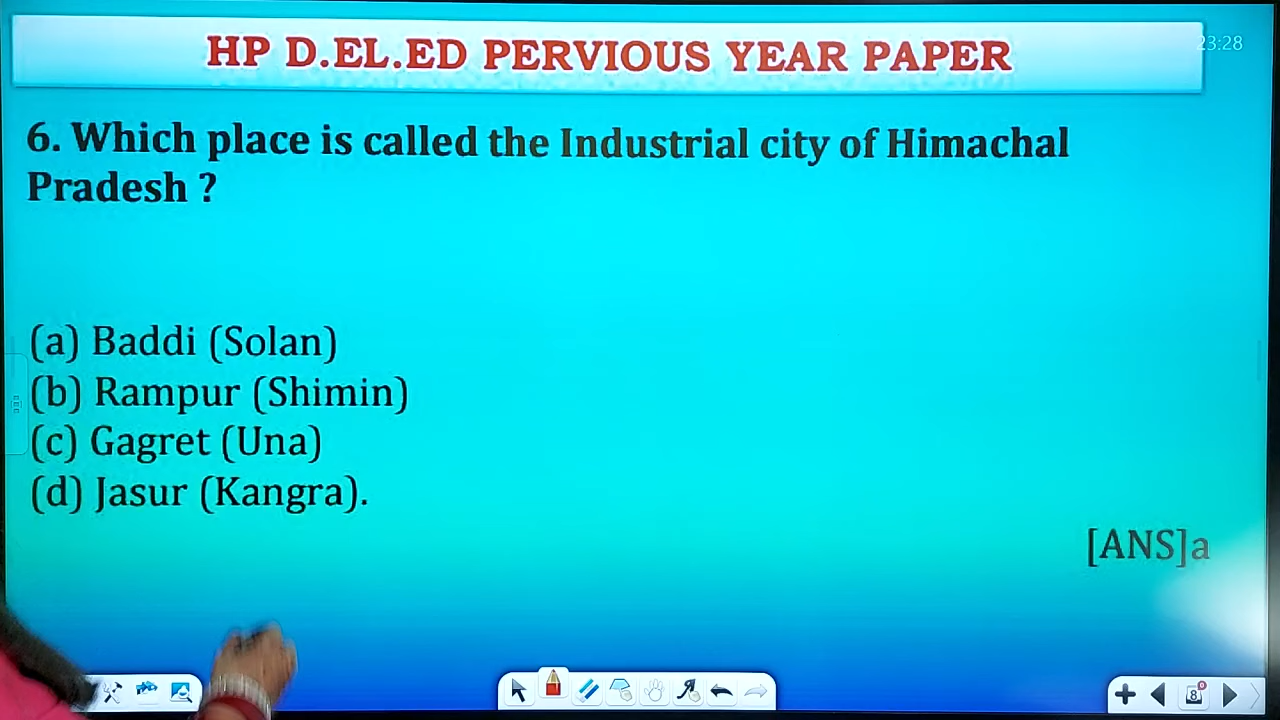 HP D.EL.ED PERVIOUS YEAR PAPER
23:28
6. Which place is called the Industrial city of Himachal
Pradesh ?
(a) Baddi (Solan)
(b) Rampur (Shimin)
(c) Gagret (Una)
(d) Jasur (Kangra).
[ANS]a
8